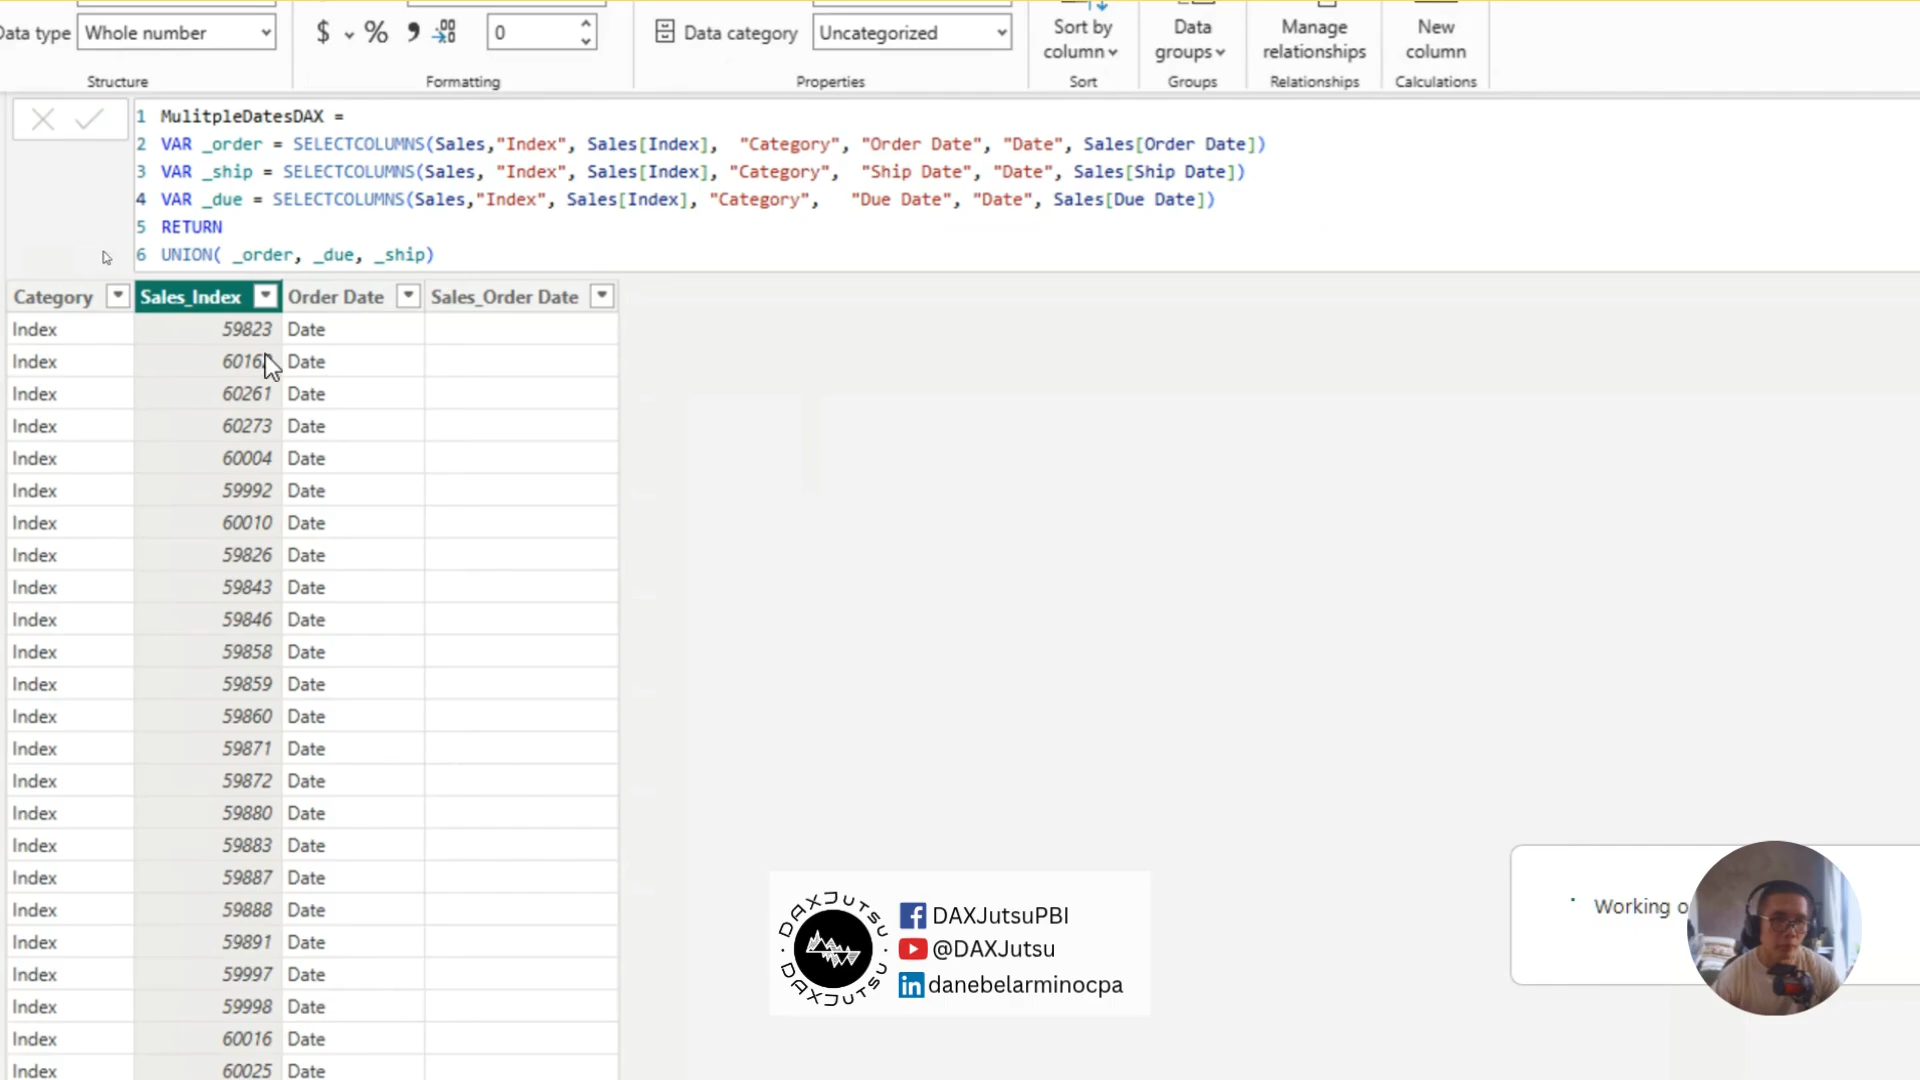 Data type Whole number
$ % 0
Data category Uncategorized
Sort by column
Data groups
Manage relationships
New column
Structure Formatting Properties Sort Groups Relationships Calculations
1 MulitpleDatesDAX =
2 VAR _order = SELECTCOLUMNS(Sales,"Index", Sales[Index], "Category", "Order Date", "Date", Sales[Order Date])
3 VAR _ship = SELECTCOLUMNS(Sales, "Index", Sales[Index], "Category", "Ship Date", "Date", Sales[Ship Date])
4 VAR _due = SELECTCOLUMNS(Sales,"Index", Sales[Index], "Category", "Due Date", "Date", Sales[Due Date])
5 RETURN
6 UNION( _order, _due, _ship)
Category Sales_Index Order Date Sales_Order Date
Index 59823 Date
Index Date
Index 60261 Date
Index 60273 Date
Index 60004 Date
Index 59992 Date
Index 60010 Date
Index 59826 Date
Index 59843 Date
Index 59846 Date
Index 59858 Date
Index 59859 Date
Index 59860 Date
Index 59871 Date
Index 59872 Date
Index 59880 Date
Index 59883 Date
Index 59887 Date
Index 59888 Date
Index 59891 Date
Index 59997 Date
Index 59998 Date
Index 60016 Date
Index 60025 Date
DAXJUTSU DAXJUTSU
DAXJutsuPBI
@DAXJutsu
danebelarminocpa
Working